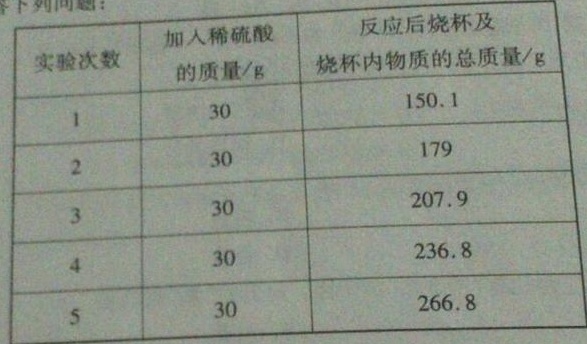 答下列问题：
实验次数
加入稀硫酸
的质量/g
反应后烧杯及
烧杯内物质的总质量/g
1 30 150.1
2 30 179
3 30 207.9
4 30 236.8
5 30 266.8